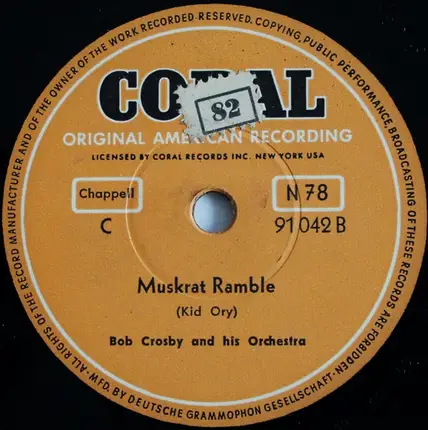 ALL RIGHTS OF THE RECORD MANUFACTURER AND OF THE OWNER OF THE WORK RECORDED RESERVED. COPYING, PUBLIC PERFORMANCE, BROADCASTING OF THESE RECORDS ARE FORBIDDEN
CORAL
82
ORIGINAL AMERICAN RECORDING
LICENSED BY CORAL RECORDS INC. NEW YORK USA
Chappell
N 78
C
91 042 B
Muskrat Ramble
(Kid Ory)
Bob Crosby and his Orchestra
MFD. BY DEUTSCHE GRAMMOPHON GESELLSCHAFT